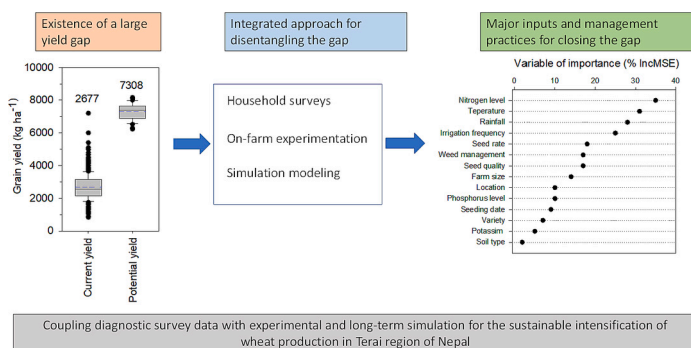 Existence of a large
yield gap
Integrated approach for
disentangling the gap
Major inputs and management
practices for closing the gap
10000
8000
6000
4000
2000
0
Grain yield (kg ha-1)
2677
7308
Current yield
Potential yield
Household surveys
On-farm experimentation
Simulation modeling
Variable of importance (% IncMSE)
0 10 20 30 40
Nitrogen level
Teperature
Rainfall
Irrigation frequency
Seed rate
Weed management
Seed quality
Farm size
Location
Phosphorus level
Seeding date
Variety
Potassim
Soil type
Coupling diagnostic survey data with experimental and long-term simulation for the sustainable intensification of
wheat production in Terai region of Nepal